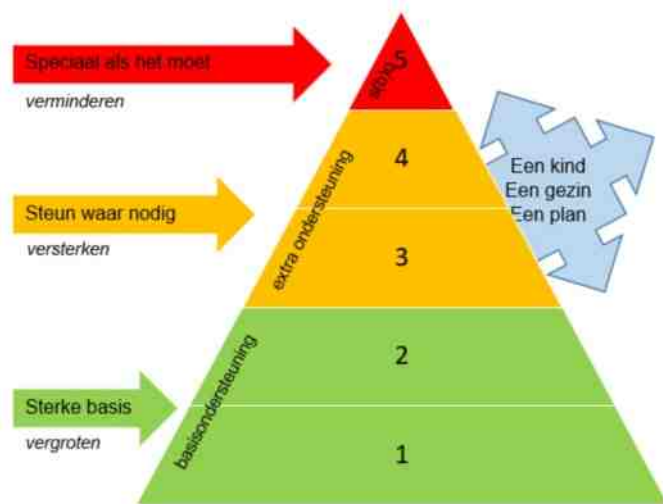 Speciaal als het moet
verminderen
5
4
Een kind
Een gezin
Een plan
extra ondersteuning
Steun waar nodig
versterken
3
2
basisondersteuning
Sterke basis
vergroten
1